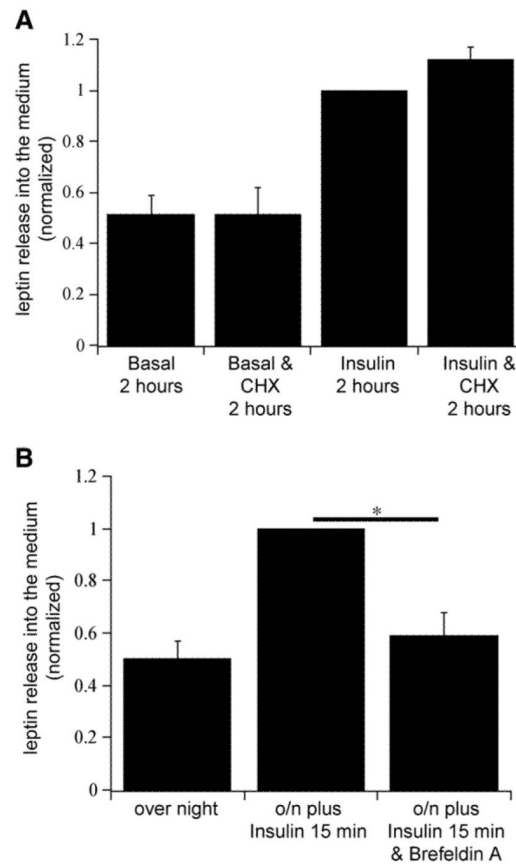 A
leptin release into the medium
(normalized)
1.2
1
0.8
0.6
0.4
0.2
0
Basal
2 hours
Basal &
CHX
2 hours
Insulin
2 hours
Insulin &
CHX
2 hours
B
leptin release into the medium
(normalized)
1.2
1
0.8
0.6
0.4
0.2
0
*
over night
o/n plus
Insulin 15 min
o/n plus
Insulin 15 min
& Brefeldin A